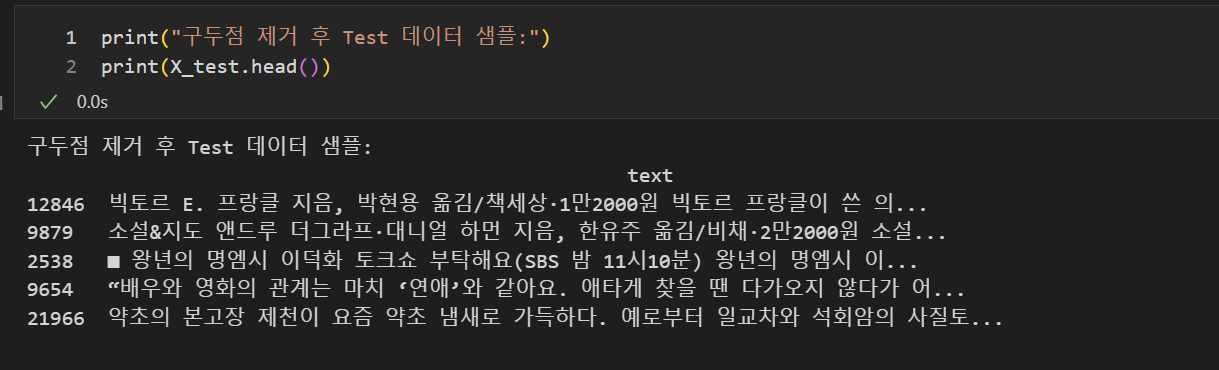 1 print("구두점 제거 후 Test 데이터 샘플:")
2 print(X_test.head())
✓ 0.0s
구두점 제거 후 Test 데이터 샘플:
text
12846 빅토르 E. 프랑클 지음, 박현용 옮김/책세상·1만2000원 빅토르 프랑클이 쓴 의...
9879 소설&지도 앤드루 더그라프·대니얼 하먼 지음, 한유주 옮김/비채·2만2000원 소설...
2538 ■ 왕년의 명엠시 이덕화 토크쇼 부탁해요(SBS 밤 11시10분) 왕년의 명엠시 이...
9654 “배우와 영화의 관계는 마치 ‘연애’와 같아요. 애타게 찾을 땐 다가오지 않다가 어...
21966 약초의 본고장 제천이 요즘 약초 냄새로 가득하다. 예로부터 일교차와 석회암의 사질토...